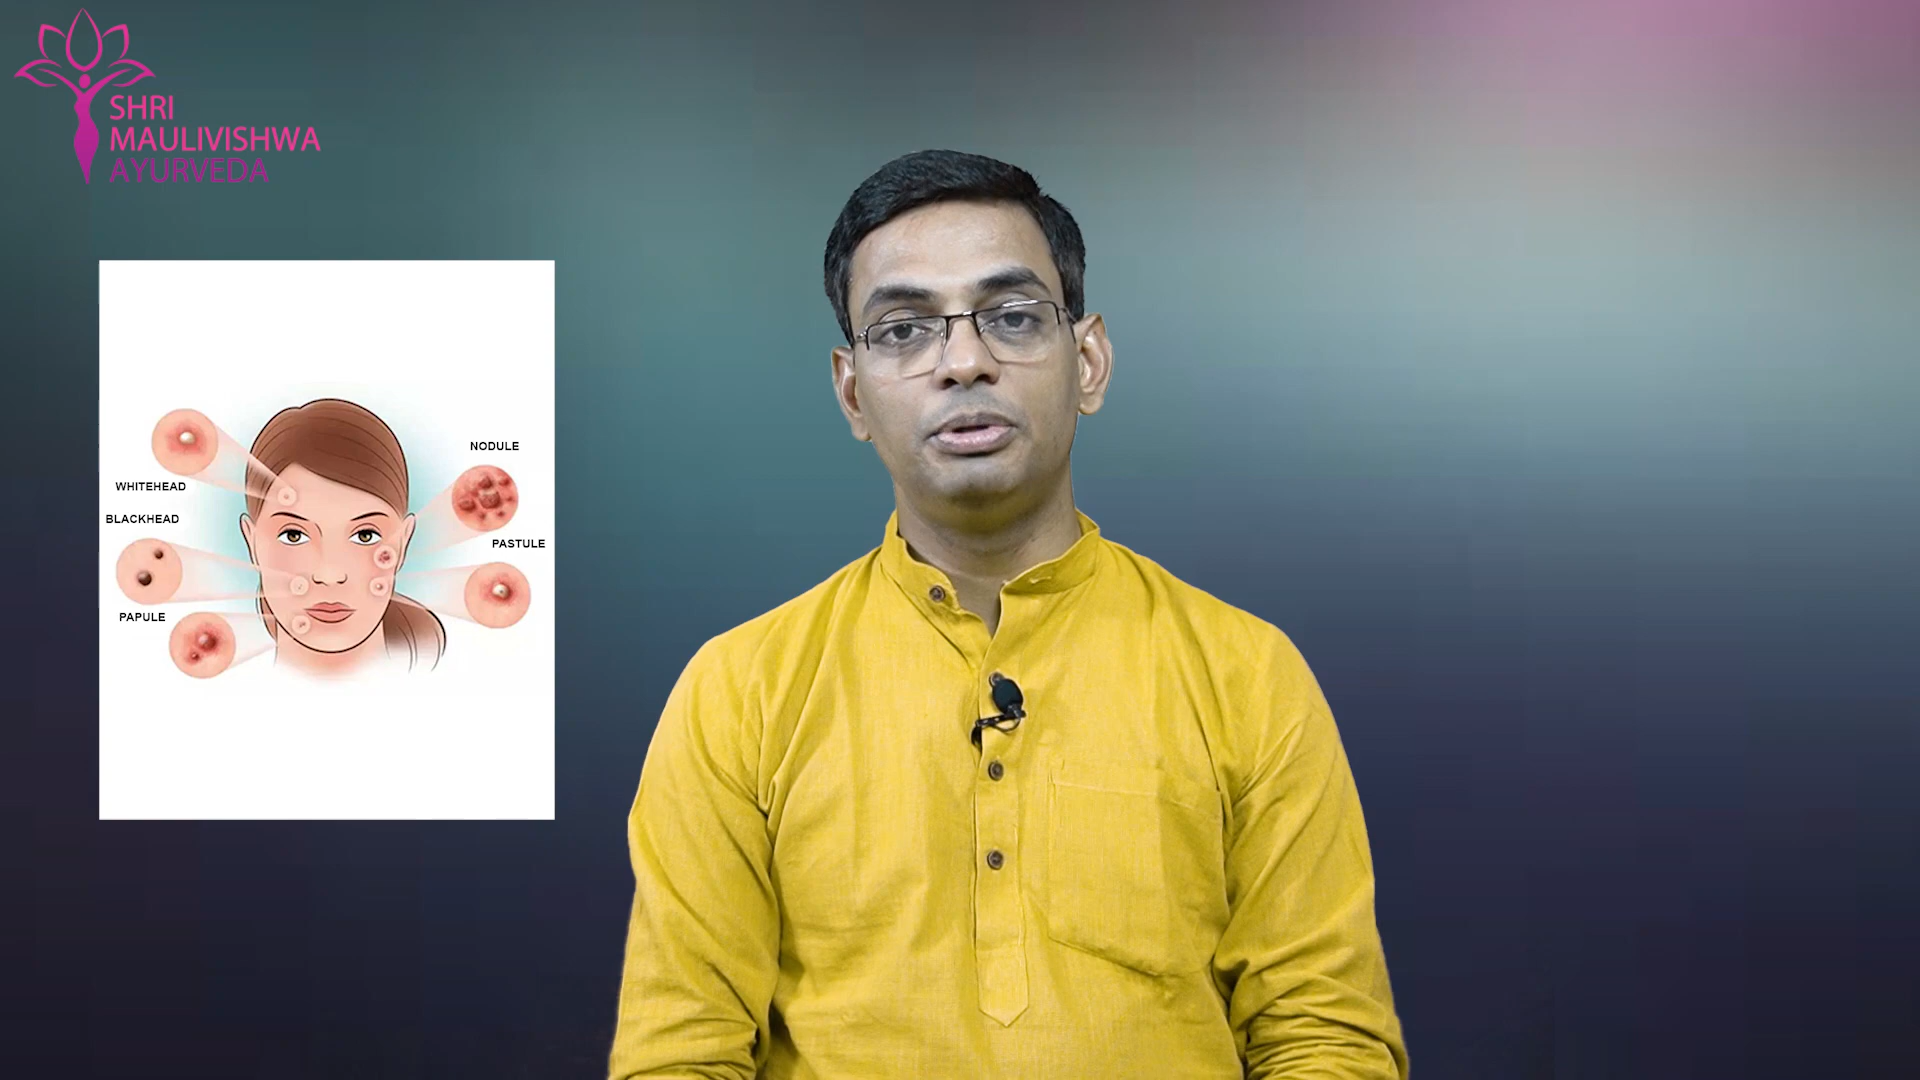 SHRI
MAULIVISHWA
AYURVEDA
NODULE
WHITEHEAD
BLACKHEAD
PASTULE
PAPULE